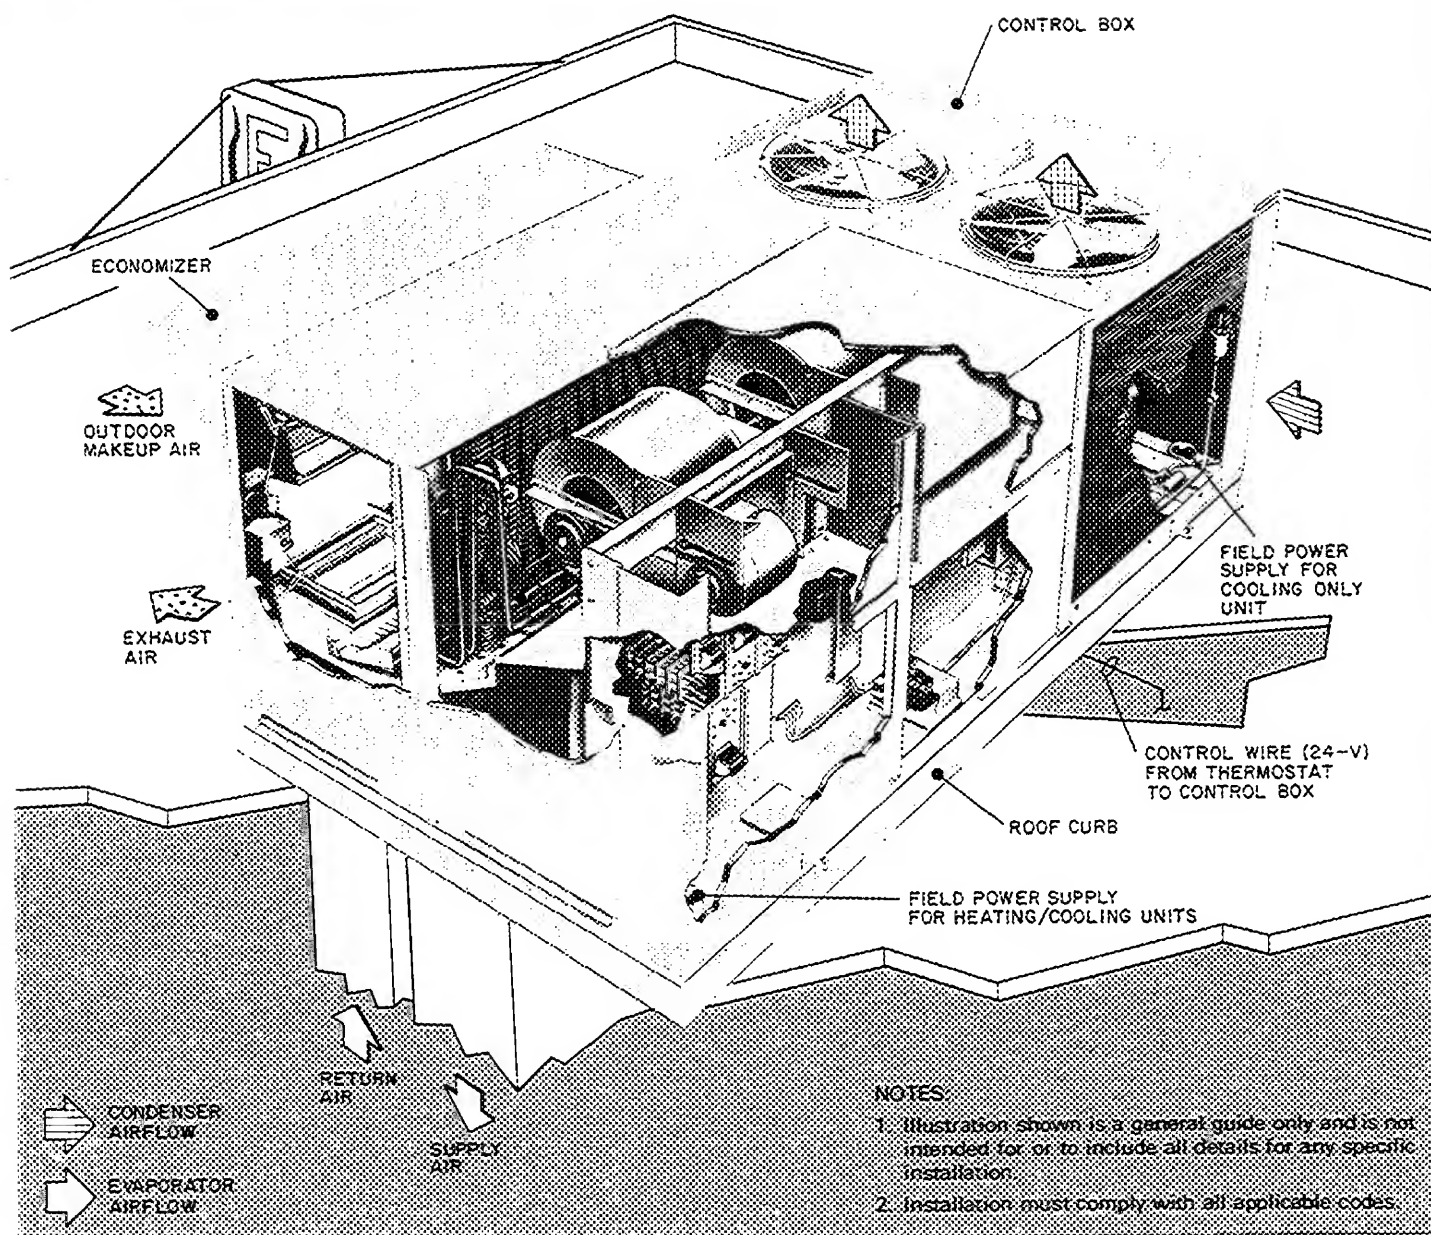 CONTROL BOX
ECONOMIZER
OUTDOOR
MAKEUP AIR
EXHAUST
AIR
FIELD POWER
SUPPLY FOR
COOLING ONLY
UNIT
CONTROL WIRE (24-V)
FROM THERMOSTAT
TO CONTROL BOX
ROOF CURB
FIELD POWER SUPPLY
FOR HEATING/COOLING UNITS
RETURN
AIR
SUPPLY
AIR
CONDENSER
AIRFLOW
EVAPORATOR
AIRFLOW
NOTES:
1. Illustration shown is a general guide only and is not
intended for or to include all details for any specific
installation.
2. Installation must comply with all applicable codes.